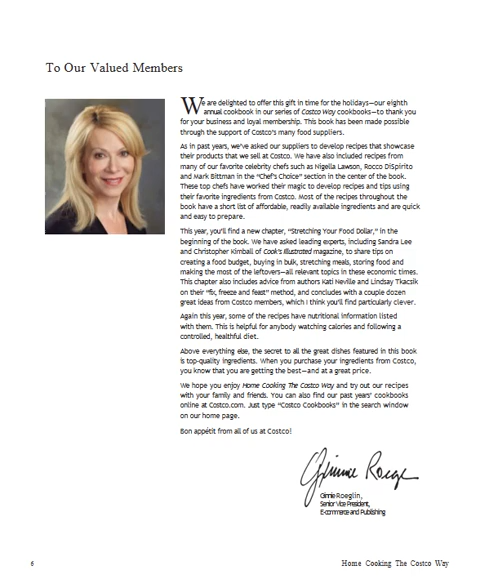 To Our Valued Members
We are delighted to offer this gift in time for the holidays—our eighth
annual cookbook in our series of Costco Way cookbooks—to thank you
for your business and loyal membership. This book has been made possible
through the support of Costco's many food suppliers.
As in past years, we've asked our suppliers to develop recipes that showcase
their products that we sell at Costco. We have also included recipes from
many of our favorite celebrity chefs such as Nigella Lawson, Rocco DiSpirito
and Mark Bittman in the "Chef's Choice" section in the center of the book.
These top chefs have worked their magic to develop recipes and tips using
their favorite ingredients from Costco. Most of the recipes throughout the
book have a short list of affordable, readily available ingredients and are quick
and easy to prepare.
This year, you'll find a new chapter, "Stretching Your Food Dollar," in the
beginning of the book. We have asked leading experts, including Sandra Lee
and Christopher Kimball of Cook's Illustrated magazine, to share tips on
creating a food budget, buying in bulk, stretching meals, storing food and
making the most of the leftovers—all relevant topics in these economic times.
This chapter also includes advice from authors Kati Neville and Lindsay Tkacsik
on their "fix, freeze and feast" method, and concludes with a couple dozen
great ideas from Costco members, which I think you'll find particularly clever.
Again this year, some of the recipes have nutritional information listed
with them. This is helpful for anybody watching calories and following a
controlled, healthful diet.
Above everything else, the secret to all the great dishes featured in this book
is top-quality ingredients. When you purchase your ingredients from Costco,
you know that you are getting the best—and at a great price.
We hope you enjoy Home Cooking The Costco Way and try out our recipes
with your family and friends. You can also find our past years' cookbooks
online at Costco.com. Just type "Costco Cookbooks" in the search window
on our home page.
Bon appétit from all of us at Costco!
Ginnie Roeglin,
Senior Vice President,
E-commerce and Publishing
6
Home Cooking The Costco Way